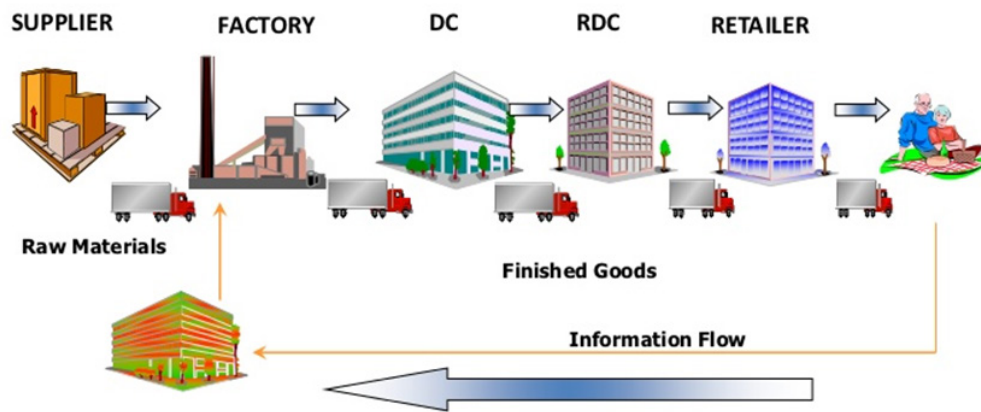 SUPPLIER
FACTORY
DC
RDC
RETAILER
Raw Materials
Finished Goods
Information Flow